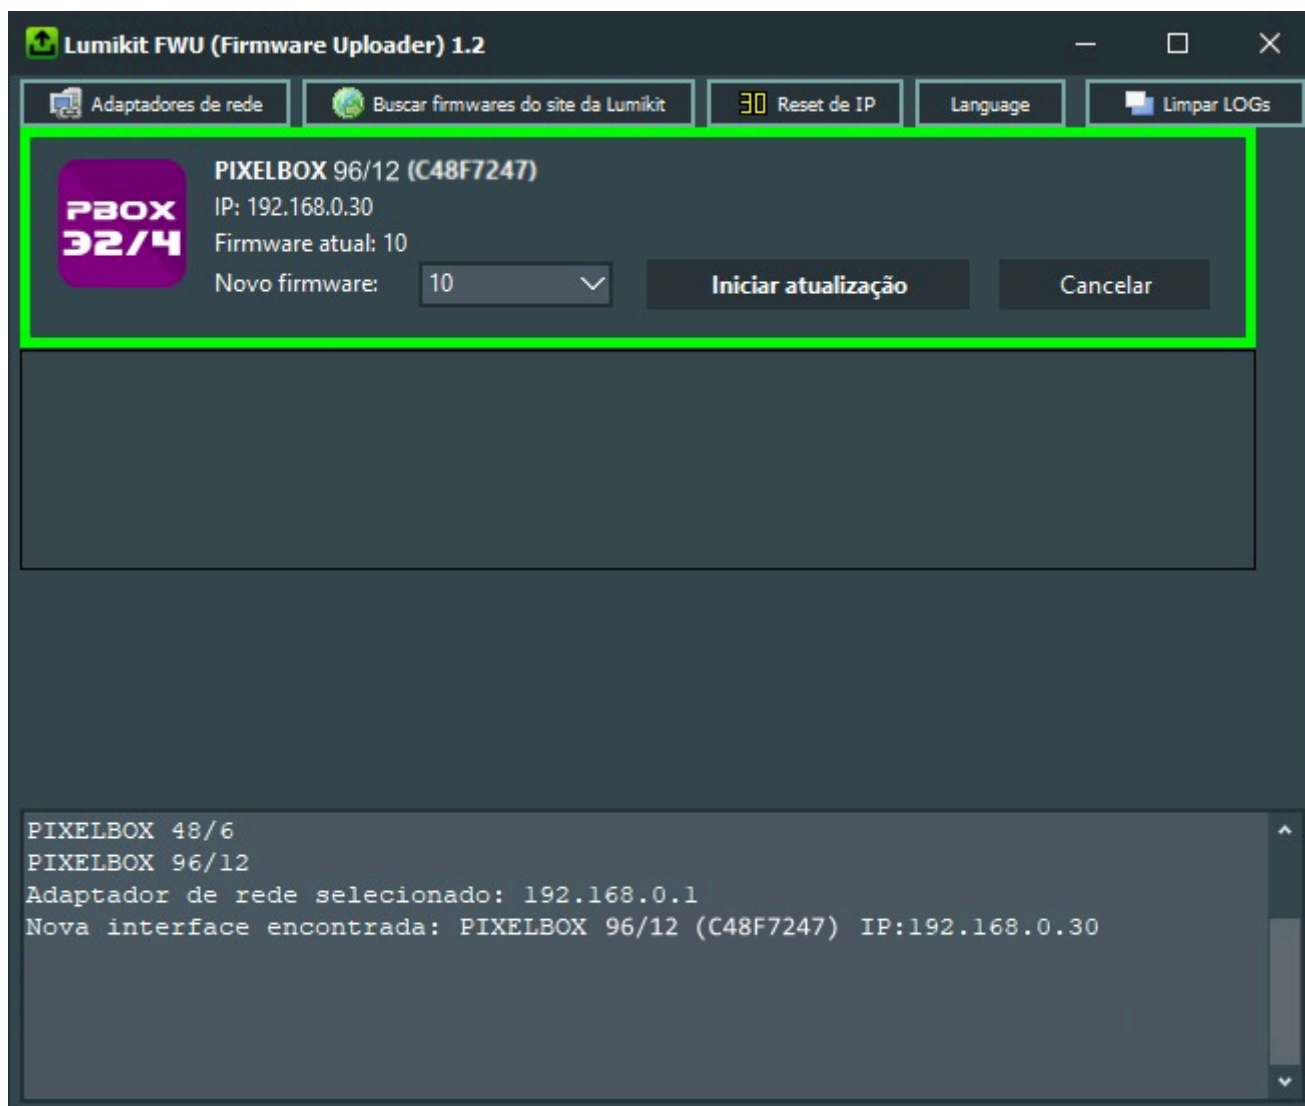 Lumikit FWU (Firmware Uploader) 1.2
Adaptadores de rede
Buscar firmwares do site da Lumikit
Reset de IP
Language
Limpar LOGs
PBOX
32/4
PIXELBOX 96/12 (C48F7247)
IP: 192.168.0.30
Firmware atual: 10
Novo firmware: 10 Iniciar atualização Cancelar
PIXELBOX 48/6
PIXELBOX 96/12
Adaptador de rede selecionado: 192.168.0.1
Nova interface encontrada: PIXELBOX 96/12 (C48F7247) IP:192.168.0.30